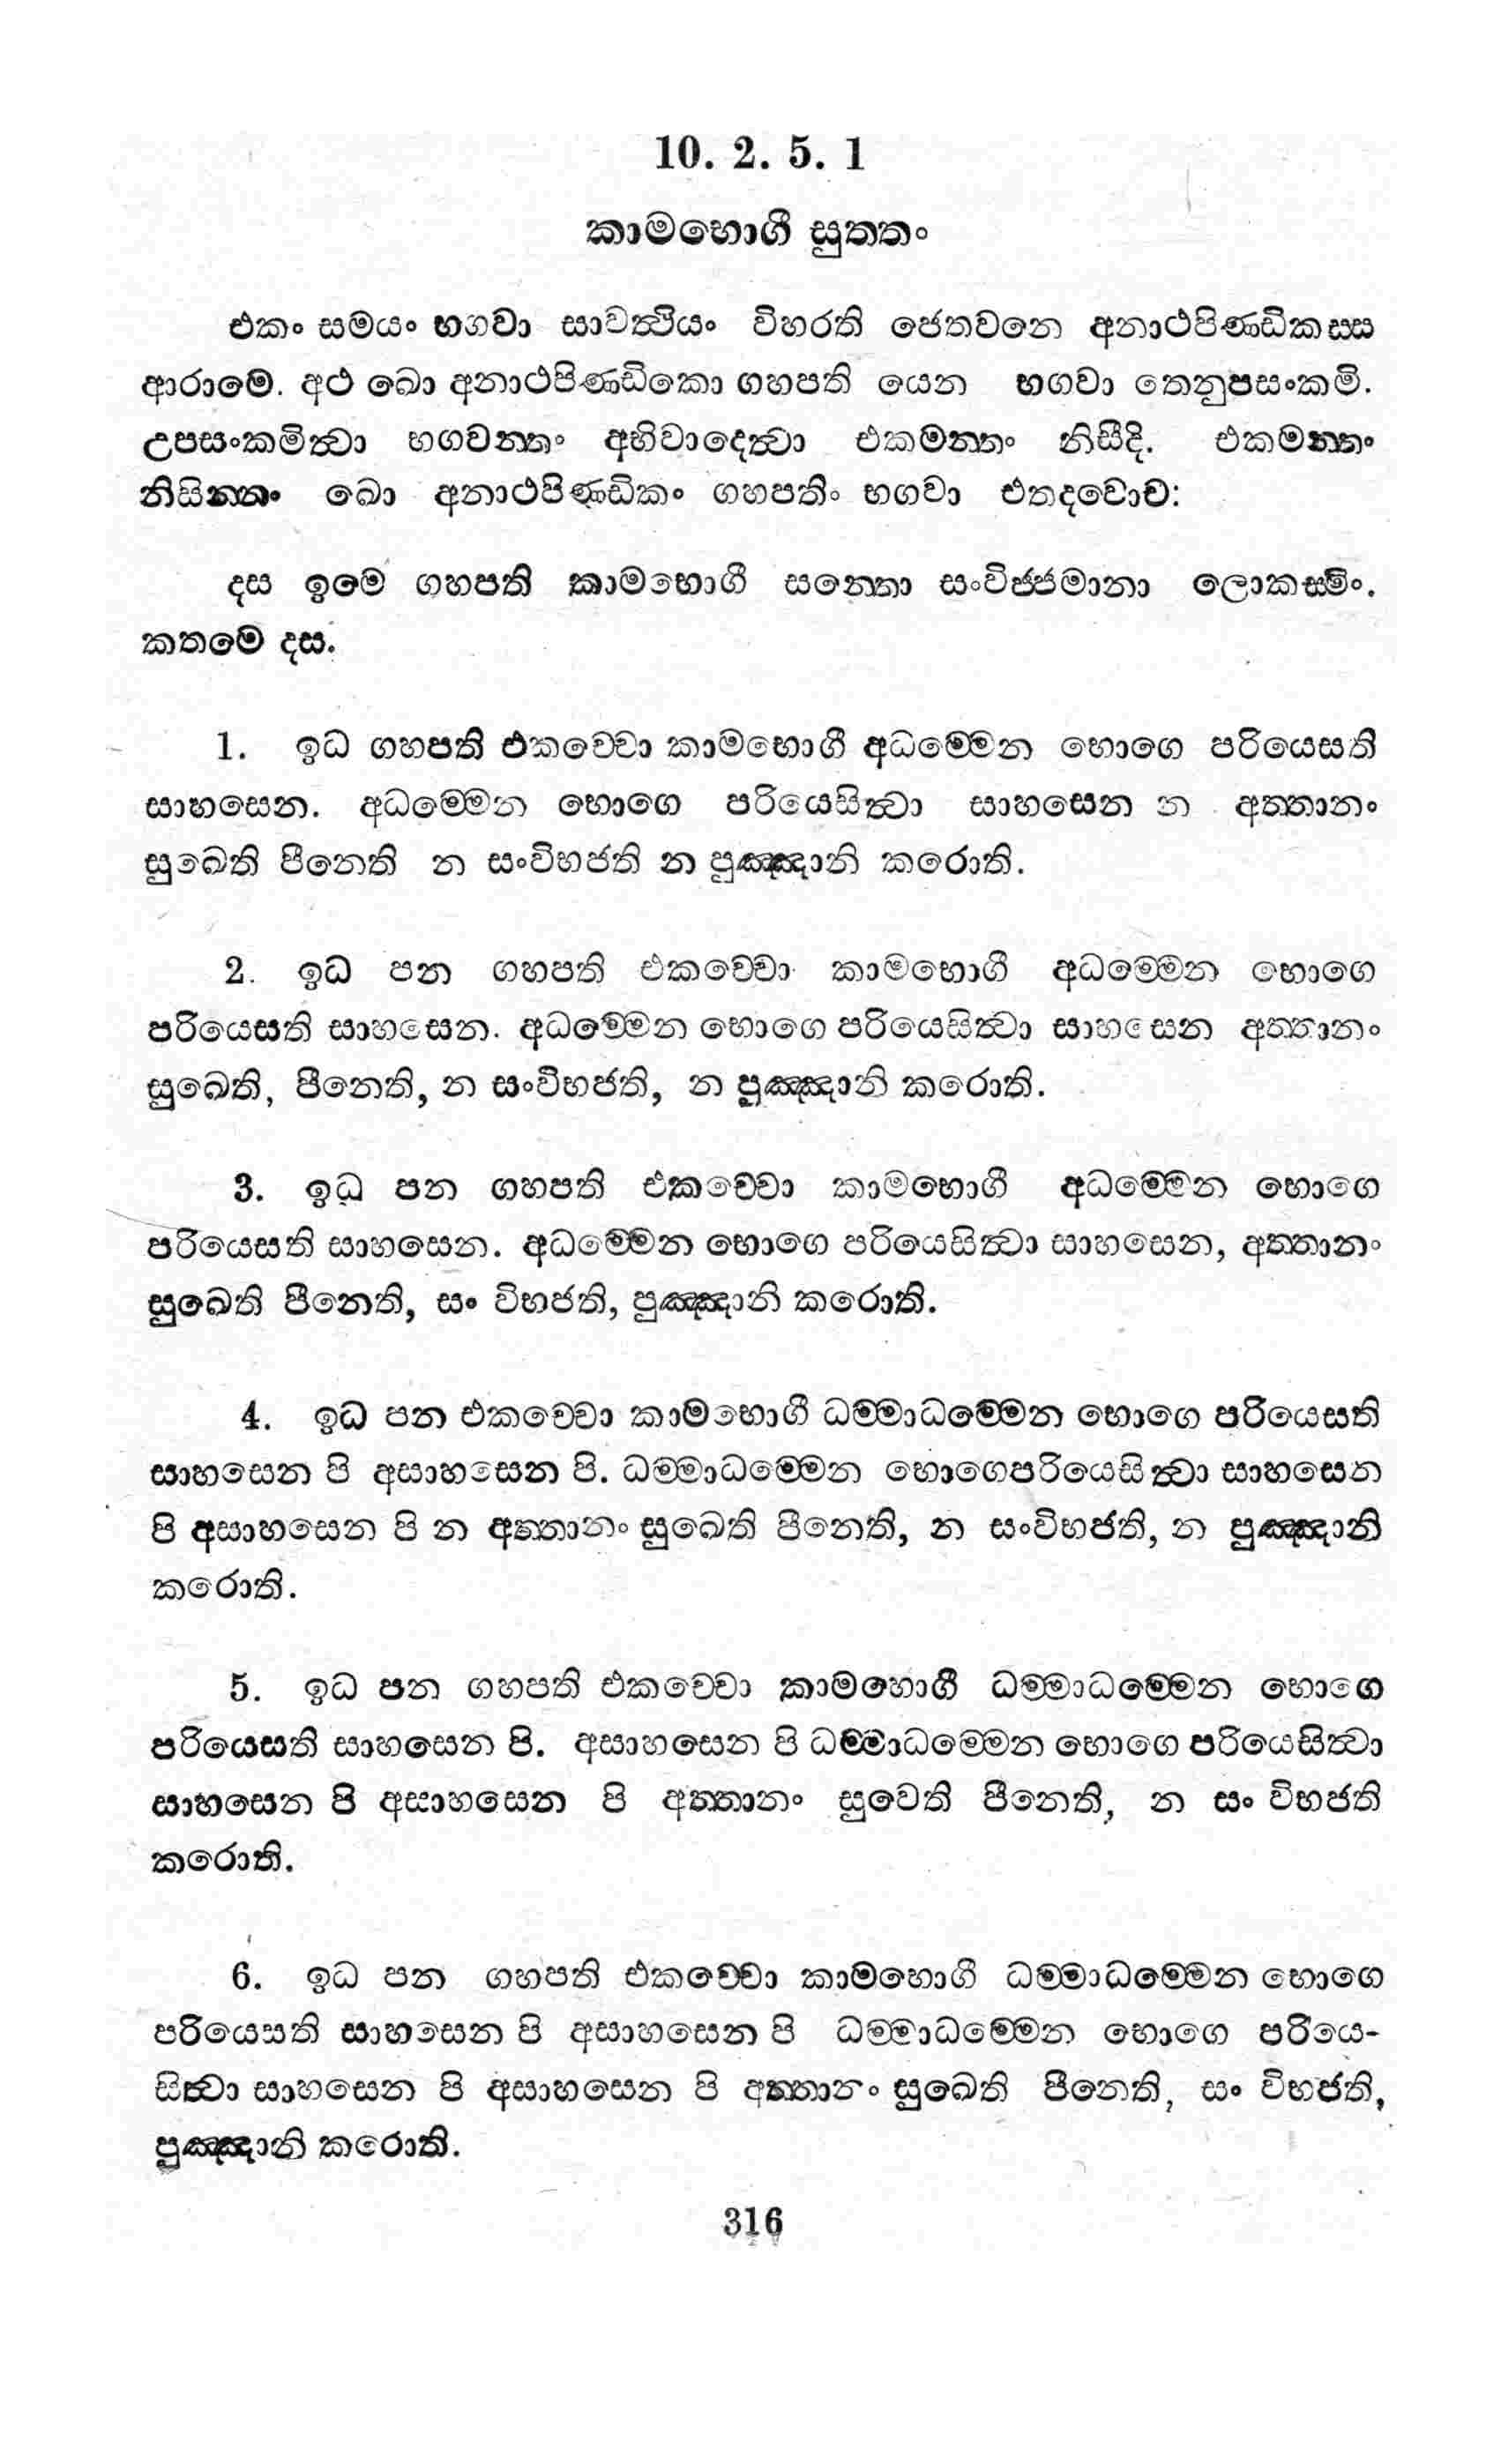 10. 2. 5. 1
කාමභොගී සුත්තං
එකං සමයං භගවා සාවත්ථියං විහරති ජෙතවනෙ අනාථපිණ්ඩිකස්ස
ආරාමෙ. අථ ඛො අනාථපිණ්ඩිකො ගහපති යෙන භගවා තෙනුපසංකමි.
උපසංකමිත්වා භගවන්තං අභිවාදෙත්වා එකමන්තං නිසීදි. එකමන්තං
නිසින්නං ඛො අනාථපිණ්ඩිකං ගහපතිං භගවා එතදවොච:
දස ඉමෙ ගහපති කාමභොගී සන්තො සංවිජ්ජමානා ලොකස්මිං.
කතමෙ දස.
1. ඉධ ගහපති එකච්චො කාමභොගී අධම්මෙන භොගෙ පරියෙසති
සාහසෙන. අධම්මෙන භොගෙ පරියෙසිත්වා සාහසෙන න අත්තානං
සුඛෙති පීනෙති න සංවිභජති න පුඤ්ඤානි කරොති.
2. ඉධ පන ගහපති එකච්චො කාමභොගී අධම්මෙන භොගෙ
පරියෙසති සාහසෙන. අධම්මෙන භොගෙ පරියෙසිත්වා සාහසෙන අත්තානං
සුඛෙති, පීනෙති, න සංවිභජති, න පුඤ්ඤානි කරොති.
3. ඉධ පන ගහපති එකච්චො කාමභොගී අධම්මෙන භොගෙ
පරියෙසති සාහසෙන. අධම්මෙන භොගෙ පරියෙසිත්වා සාහසෙන, අත්තානං
සුඛෙති පීනෙති, සං විභජති, පුඤ්ඤානි කරොති.
4. ඉධ පන එකච්චො කාමභොගී ධම්මාධම්මෙන භොගෙ පරියෙසති
සාහසෙන පි අසාහසෙන පි. ධම්මාධම්මෙන භොගෙපරියෙසිත්වා සාහසෙන
පි අසාහසෙන පි න අත්තානං සුඛෙති පීනෙති, න සංවිභජති, න පුඤ්ඤානි
කරොති.
5. ඉධ පන ගහපති එකච්චො කාමහොගී ධම්මාධම්මෙන භොගෙ
පරියෙසති සාහසෙන පි. අසාහසෙන පි ධම්මාධම්මෙන භොගෙ පරියෙසිත්වා
සාහසෙන පි අසාහසෙන පි අත්තානං සුවෙති පීනෙති, න සං විභජති
කරොති.
6. ඉධ පන ගහපති එකච්චො කාමහොගී ධම්මාධම්මෙන භොගෙ
පරියෙසති සාහසෙන පි අසාහසෙන පි ධම්මාධම්මෙන භොගෙ පරියෙ-
සිත්වා සාහසෙන පි අසාහසෙන පි අත්තානං සුඛෙති පීනෙති, සං විභජති,
පුඤ්ඤානි කරොති.
316